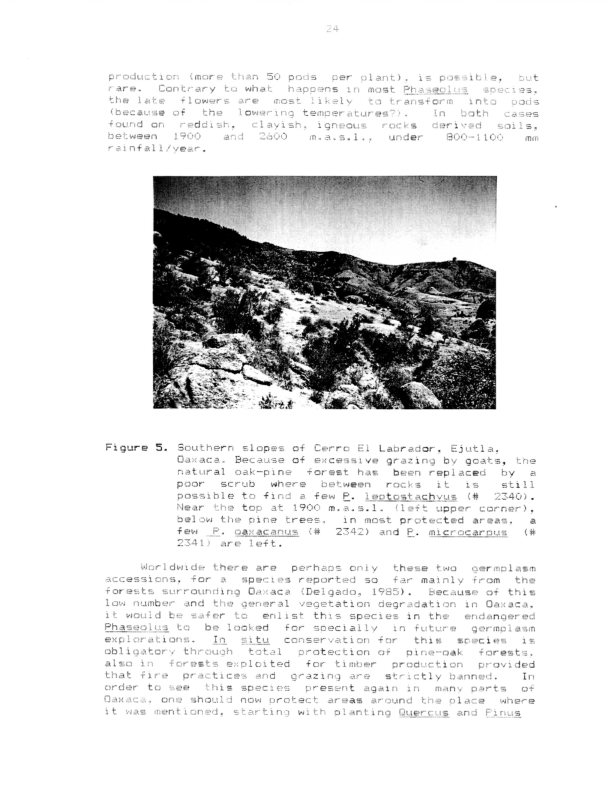 24
production (more than 50 pods per plant), is possible, but
rare. Contrary to what happens in most Phaseolus species,
the late flowers are most likely to transform into pods
(because of the lowering temperatures?). In both cases
found on reddish, clayish, igneous rocks derived soils,
between 1900 and 2600 m.a.s.l., under 800-1100 mm
rainfall/year.
Figure 5. Southern slopes of Cerro El Labrador, Ejutla,
Oaxaca. Because of excessive grazing by goats, the
natural oak-pine forest has been replaced by a
poor scrub where between rocks it is still
possible to find a few P. leptostachyus (# 2340).
Near the top at 1900 m.a.s.l. (left upper corner),
below the pine trees, in most protected areas, a
few P. oaxacanus (# 2342) and P. microcarpus (#
2341) are left.
Worldwide there are perhaps only these two germplasm
accessions, for a species reported so far mainly from the
forests surrounding Oaxaca (Delgado, 1985). Because of this
low number and the general vegetation degradation in Oaxaca,
it would be safer to enlist this species in the endangered
Phaseolus to be looked for specially in future germplasm
explorations. In situ conservation for this species is
obligatory through total protection of pine-oak forests,
also in forests exploited for timber production provided
that fire practices and grazing are strictly banned. In
order to see this species present again in many parts of
Oaxaca, one should now protect areas around the place where
it was mentioned, starting with planting Quercus and Pinus